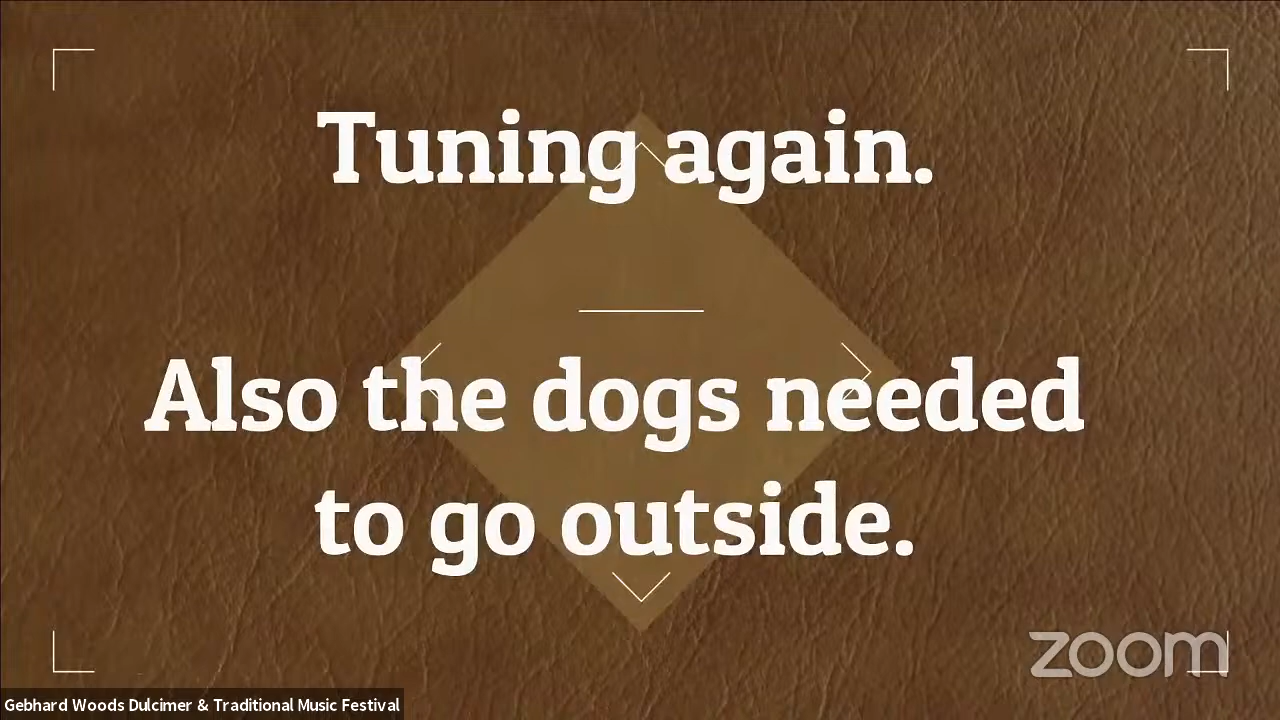 Tuning again.
Also the dogs needed
to go outside.
zoom
Gebhard Woods Dulcimer & Traditional Music Festival